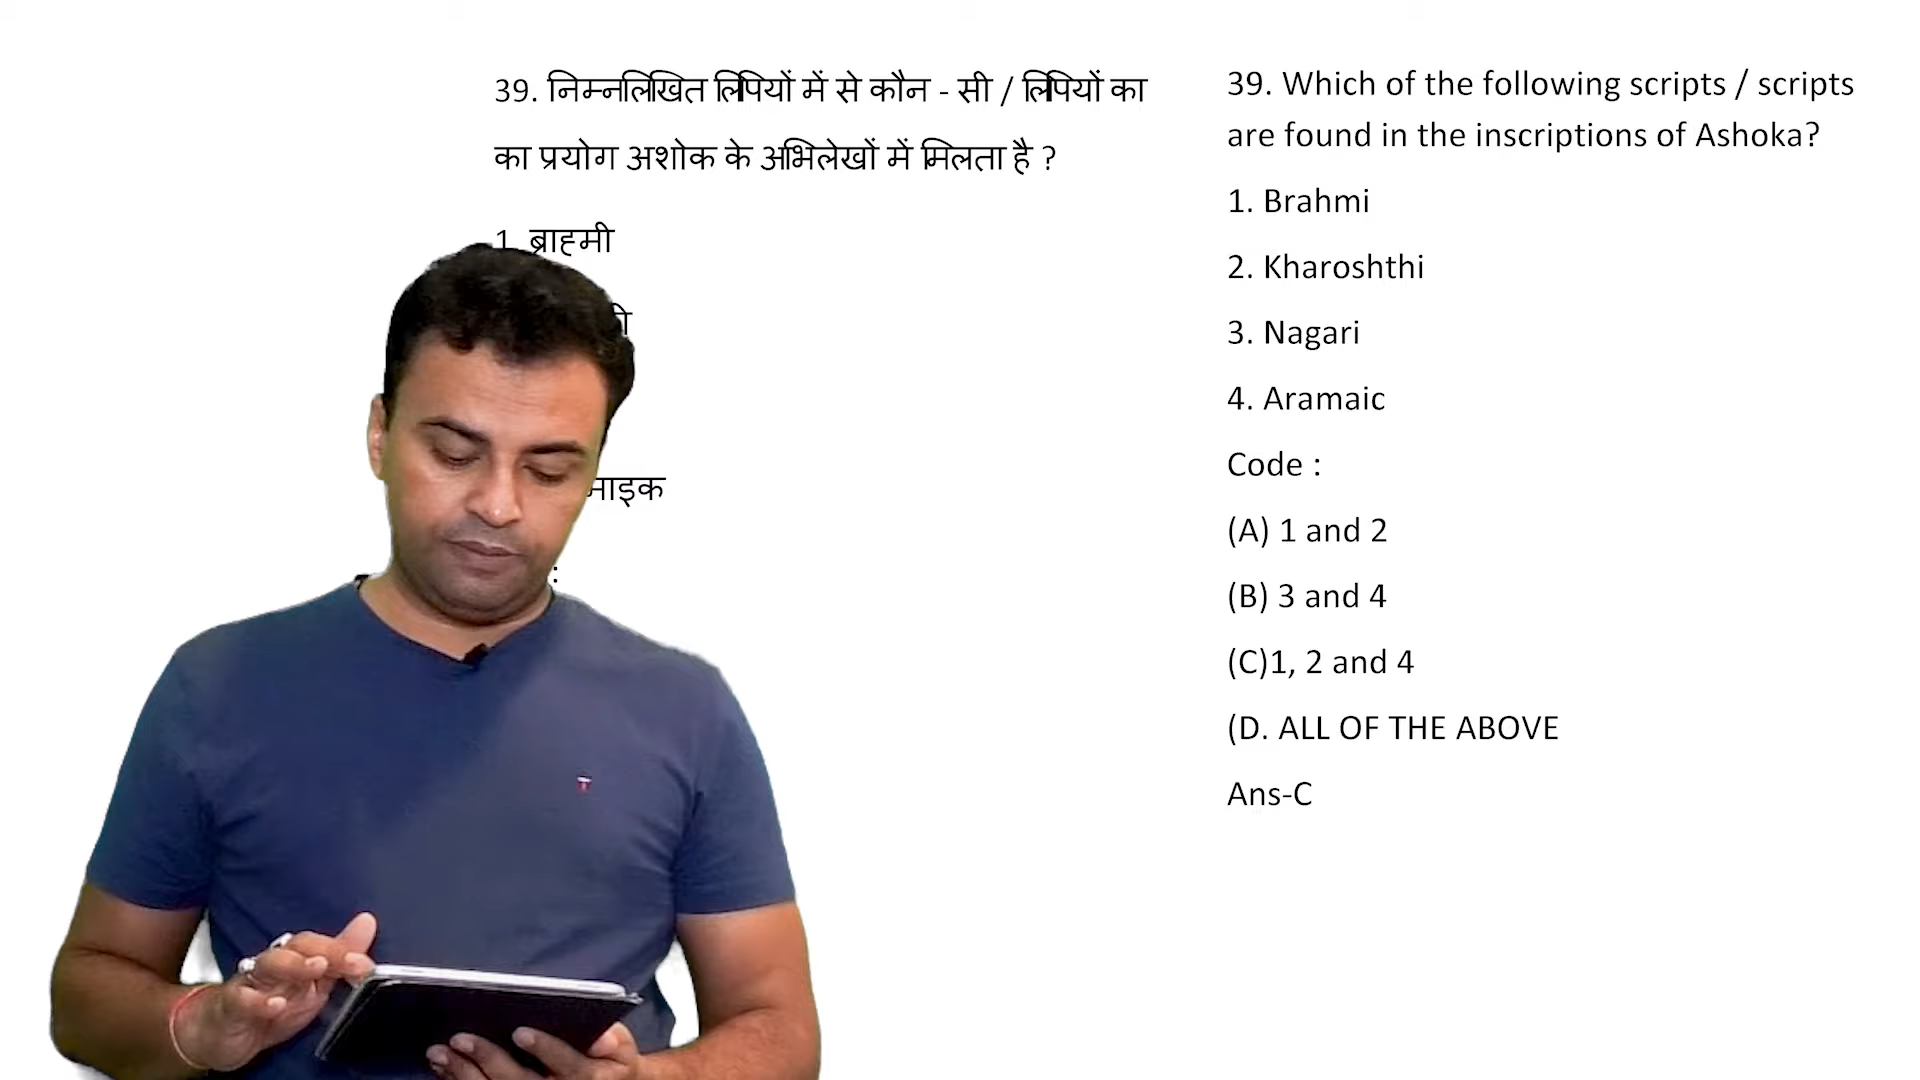 39. निम्नलिखित लिपियों में से कौन - सी / लिपियों का
का प्रयोग अशोक के अभिलेखों में मिलता है ?
1. ब्राह्मी
:
39. Which of the following scripts / scripts
are found in the inscriptions of Ashoka?
1. Brahmi
2. Kharoshthi
3. Nagari
4. Aramaic
Code :
(A) 1 and 2
(B) 3 and 4
(C)1, 2 and 4
(D. ALL OF THE ABOVE
Ans-C